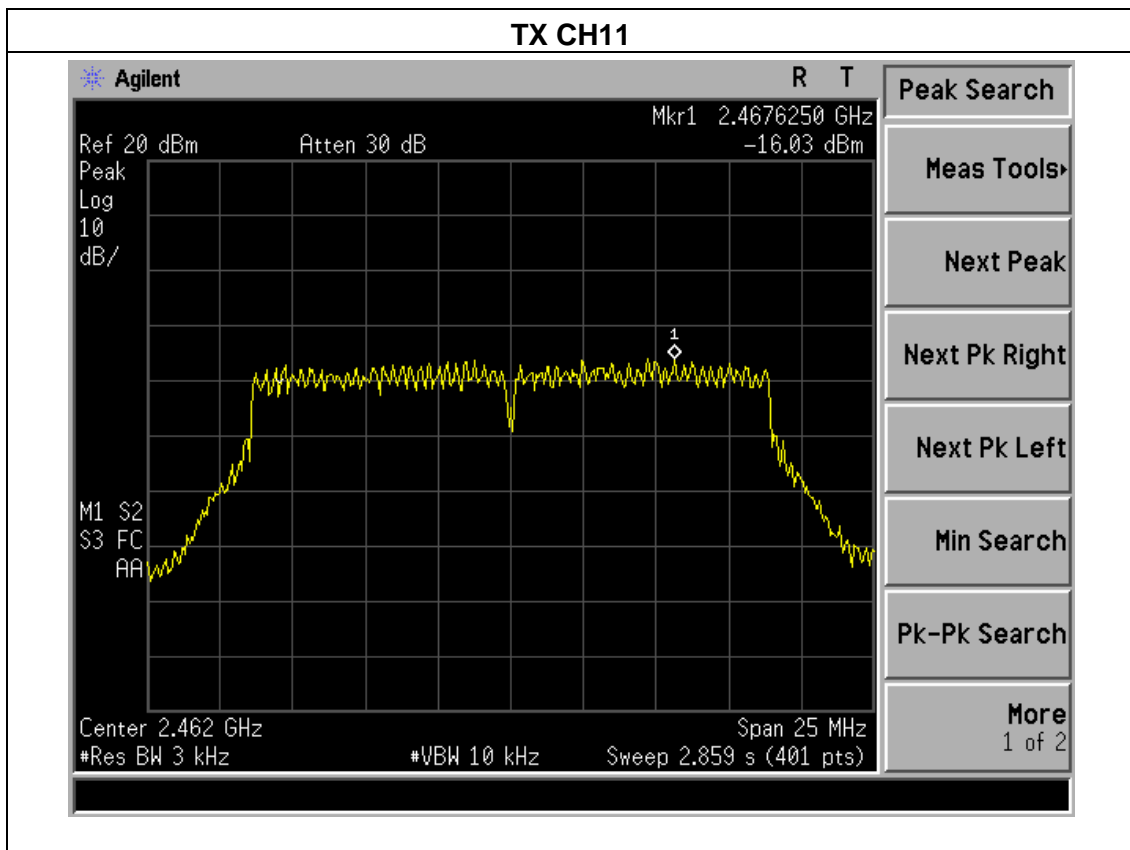 TX CH11
Agilent
R T
Peak Search
Mkr1 2.4676250 GHz
Ref 20 dBm Atten 30 dB -16.03 dBm
Peak
Log
10
dB/
1
M1 S2
S3 FC
AA
Center 2.462 GHz Span 25 MHz
#Res BW 3 kHz #VBW 10 kHz Sweep 2.859 s (401 pts)
Meas Tools
Next Peak
Next Pk Right
Next Pk Left
Min Search
Pk-Pk Search
More
1 of 2